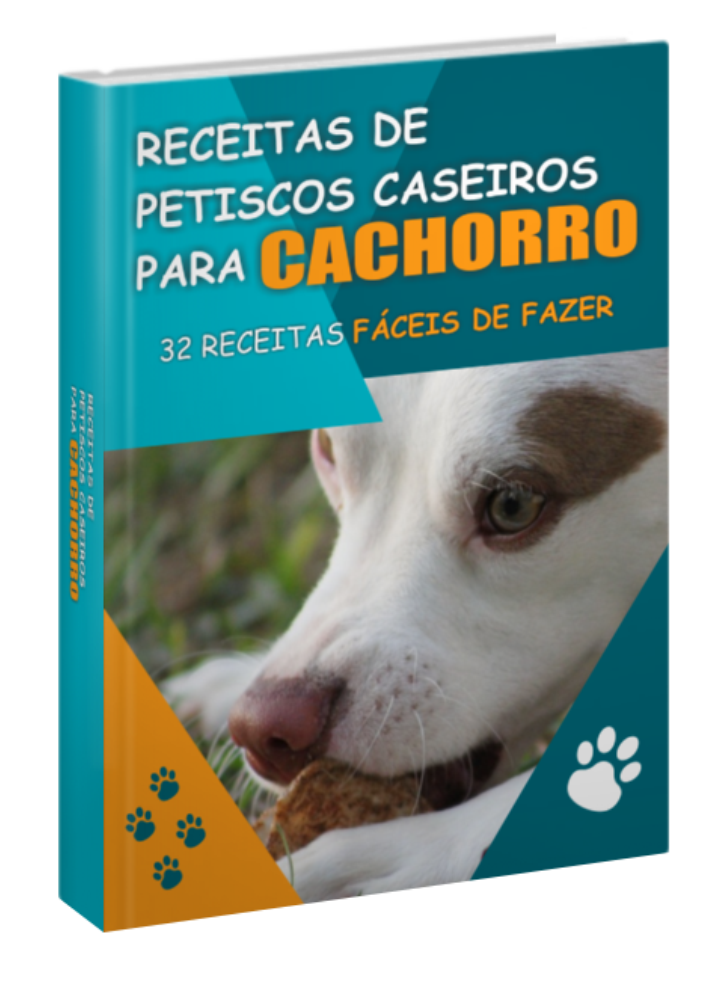 RECEITAS DE
PETISCOS CASEIROS
PARA CACHORRO
32 RECEITAS FÁCEIS DE FAZER
RECEITAS DE
PETISCOS CASEIROS
PARA CACHORRO